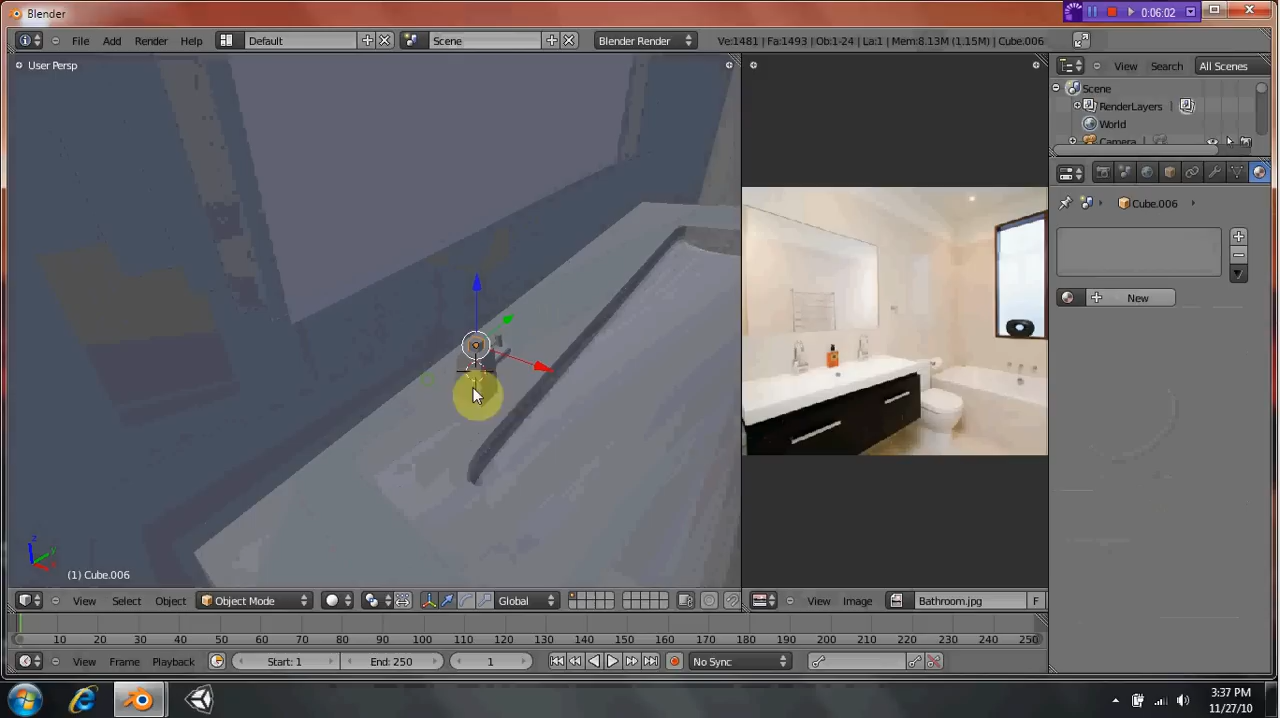 Blender
0:06:02
File Add Render Help Default Scene Blender Render Ve:1481 | Fa:1493 | Ob:1-24 | La:1 | Mem:8.13M (1.15M) | Cube.006
User Persp
View Search All Scenes
Scene
RenderLayers
World
Camera
Cube.006
New
(1) Cube.006
View Select Object Object Mode Global View Image Bathroom.jpg F
10 20 30 40 50 60 70 80 90 100 110 120 130 140 150 160 170 180 190 200 210 220 230 240 250
View Frame Playback Start: 1 End: 250 1 No Sync
3:37 PM
11/27/10